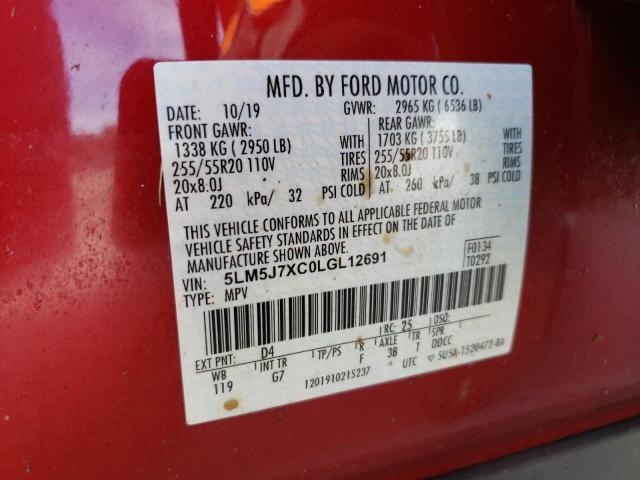 MFD. BY FORD MOTOR CO.
DATE: 10/19 GVWR: 2965 KG ( 6536 LB)
FRONT GAWR: REAR GAWR:
1338 KG ( 2950 LB) WITH 1703 KG ( 3755 LB) WITH
255/55R20 110V TIRES 255/55R20 110V TIRES
20x8.0J RIMS 20x8.0J RIMS
AT 220 kPa/ 32 PSI COLD AT 260 kPa/ 38 PSI COLD
THIS VEHICLE CONFORMS TO ALL APPLICABLE FEDERAL MOTOR
VEHICLE SAFETY STANDARDS IN EFFECT ON THE DATE OF
MANUFACTURE SHOWN ABOVE.
VIN: 5LM5J7XC0LGL12691 F0134
TYPE: MPV T0292
EXT PNT: D4 RC: 25 DSO:
WB INT TR TP/PS R AXLE TR SPR
119 G7 F 3B T DDCC
1201910215237 UTC 5U5A-1520472-BA